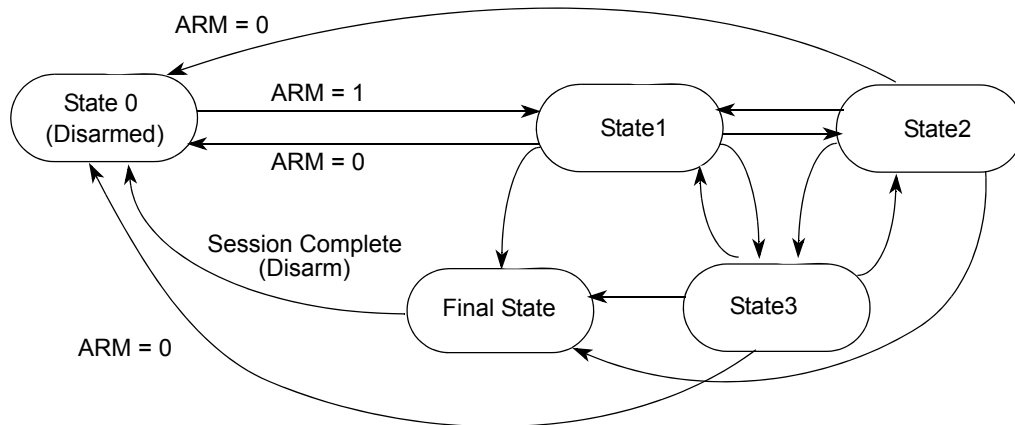 ARM = 0
State 0
(Disarmed)
ARM = 1
ARM = 0
State1
State2
Session Complete
(Disarm)
Final State
State3
ARM = 0